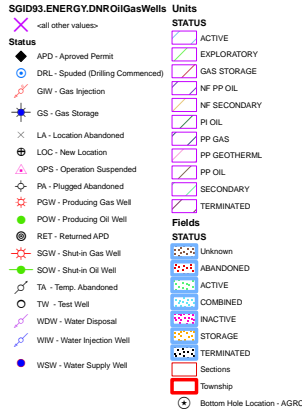 SGID93.ENERGY.DNROilGasWells
<all other values>
Status
APD - Aproved Permit
DRL - Spuded (Drilling Commenced)
GIW - Gas Injection
GS - Gas Storage
LA - Location Abandoned
LOC - New Location
OPS - Operation Suspended
PA - Plugged Abandoned
PGW - Producing Gas Well
POW - Producing Oil Well
RET - Returned APD
SGW - Shut-in Gas Well
SOW - Shut-in Oil Well
TA - Temp. Abandoned
TW - Test Well
WDW - Water Disposal
WIW - Water Injection Well
WSW - Water Supply Well
Units
STATUS
ACTIVE
EXPLORATORY
GAS STORAGE
NF PP OIL
NF SECONDARY
PI OIL
PP GAS
PP GEOTHERML
PP OIL
SECONDARY
TERMINATED
Fields
STATUS
Unknown
ABANDONED
ACTIVE
COMBINED
INACTIVE
STORAGE
TERMINATED
Sections
Township
Bottom Hole Location - AGRC